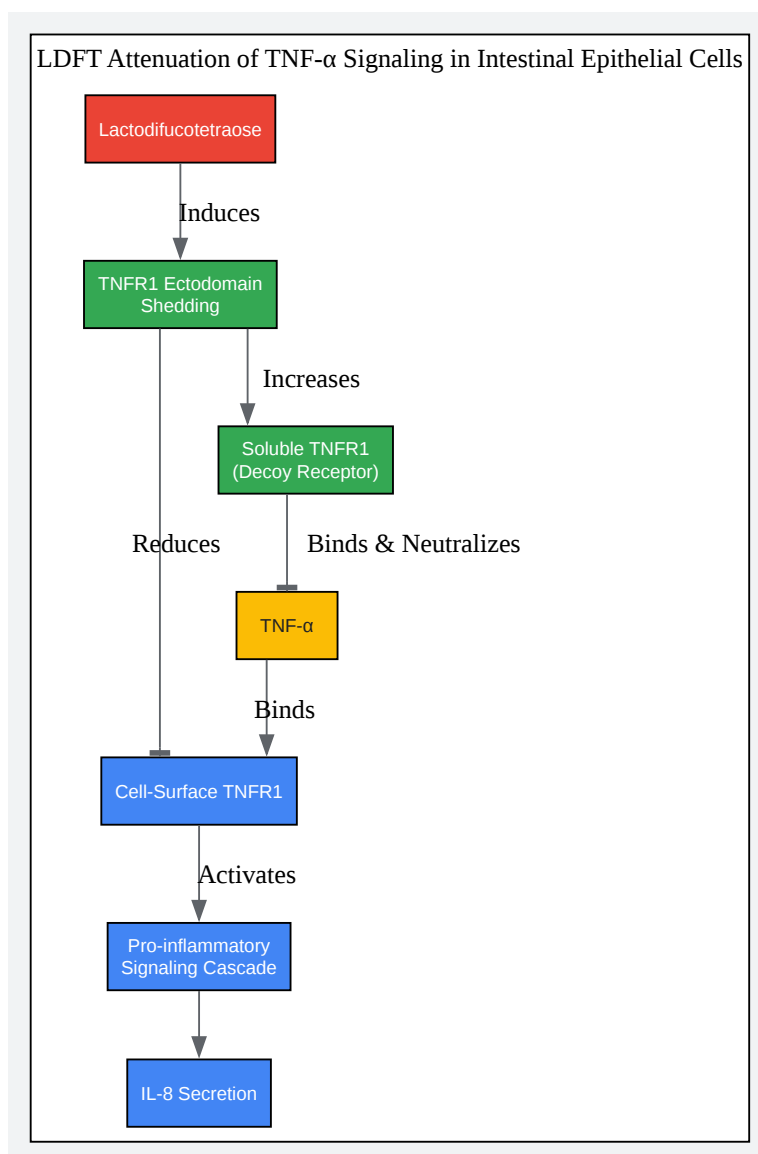 LDFT Attenuation of TNF-α Signaling in Intestinal Epithelial Cells
Lactodifucotetraose
Induces
TNFR1 Ectodomain
Shedding
Increases
Soluble TNFR1
(Decoy Receptor)
Reduces
Binds & Neutralizes
TNF-α
Binds
Cell-Surface TNFR1
Activates
Pro-inflammatory
Signaling Cascade
IL-8 Secretion